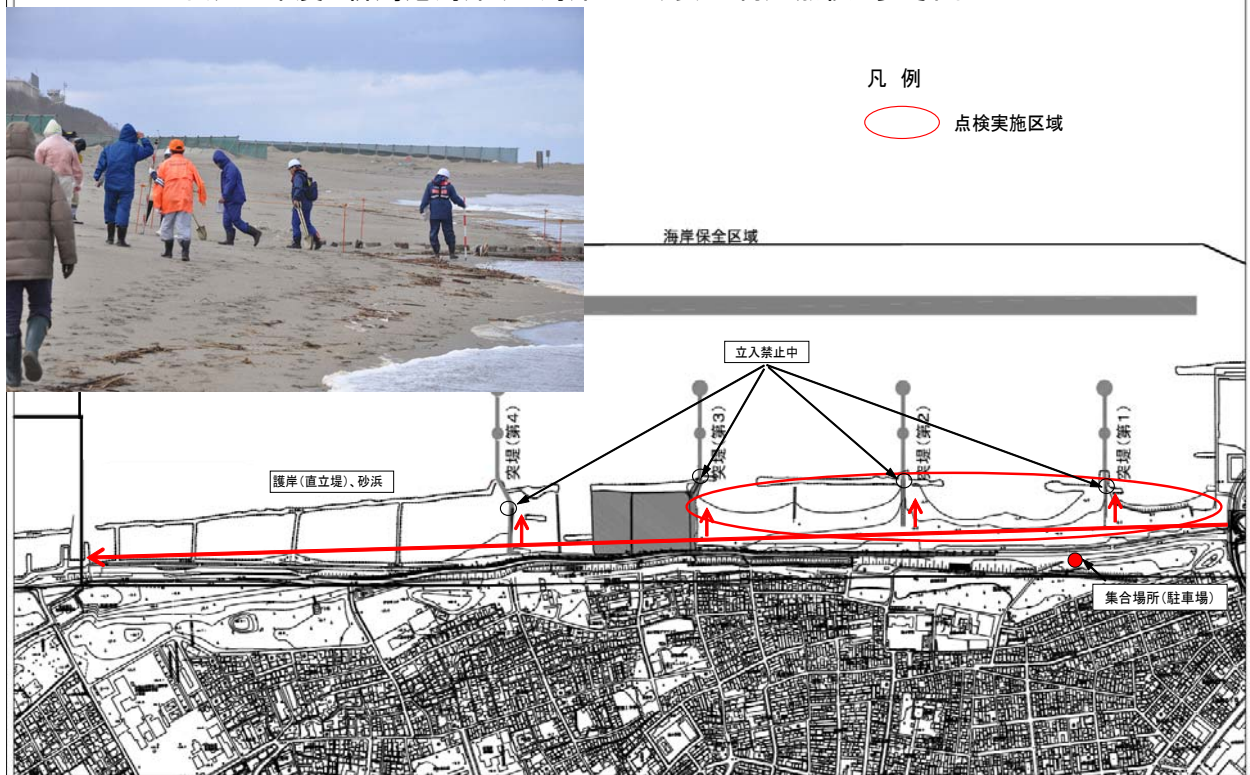 凡 例
点検実施区域
海岸保全区域
立入禁止中
突堤(第4)
突堤(第3)
突堤(第2)
突堤(第1)
護岸(直立堤)、砂浜
集合場所(駐車場)